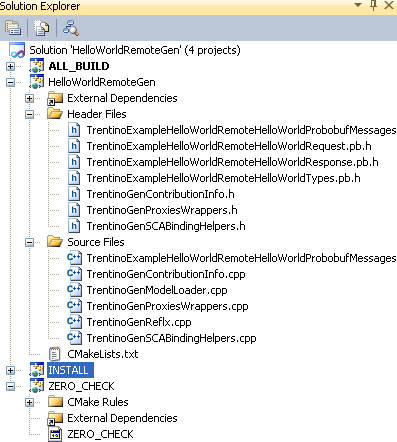 Solution Explorer
Solution 'HelloWorldRemoteGen' (4 projects)
ALL_BUILD
HelloWorldRemoteGen
External Dependencies
Header Files
TrentinoExampleHelloWorldRemoteHelloWorldProbobufMessages
TrentinoExampleHelloWorldRemoteHelloWorldRequest.pb.h
TrentinoExampleHelloWorldRemoteHelloWorldResponse.pb.h
TrentinoExampleHelloWorldRemoteHelloWorldTypes.pb.h
TrentinoGenContributionInfo.h
TrentinoGenProxiesWrappers.h
TrentinoGenSCABindingHelpers.h
Source Files
TrentinoExampleHelloWorldRemoteHelloWorldProbobufMessages
TrentinoGenContributionInfo.cpp
TrentinoGenModelLoader.cpp
TrentinoGenProxiesWrappers.cpp
TrentinoGenReflx.cpp
TrentinoGenSCABindingHelpers.cpp
CMakeLists.txt
INSTALL
ZERO_CHECK
CMake Rules
External Dependencies
ZERO_CHECK